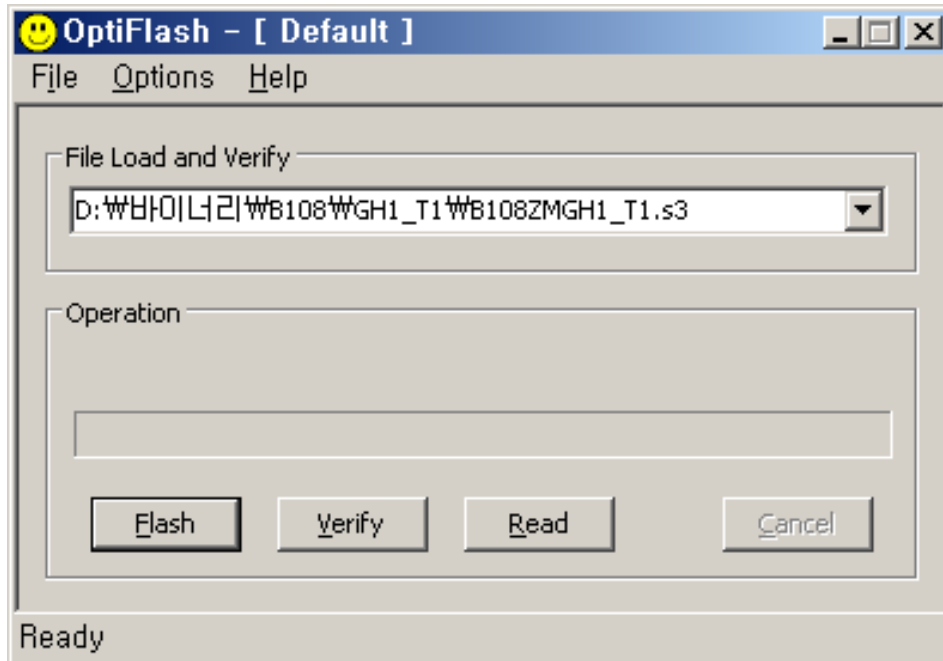 OptiFlash - [ Default ]
File Options Help
File Load and Verify
D:₩바이너리₩B108₩GH1_T1₩B108ZMGH1_T1.s3
Operation
Flash Verify Read Cancel
Ready